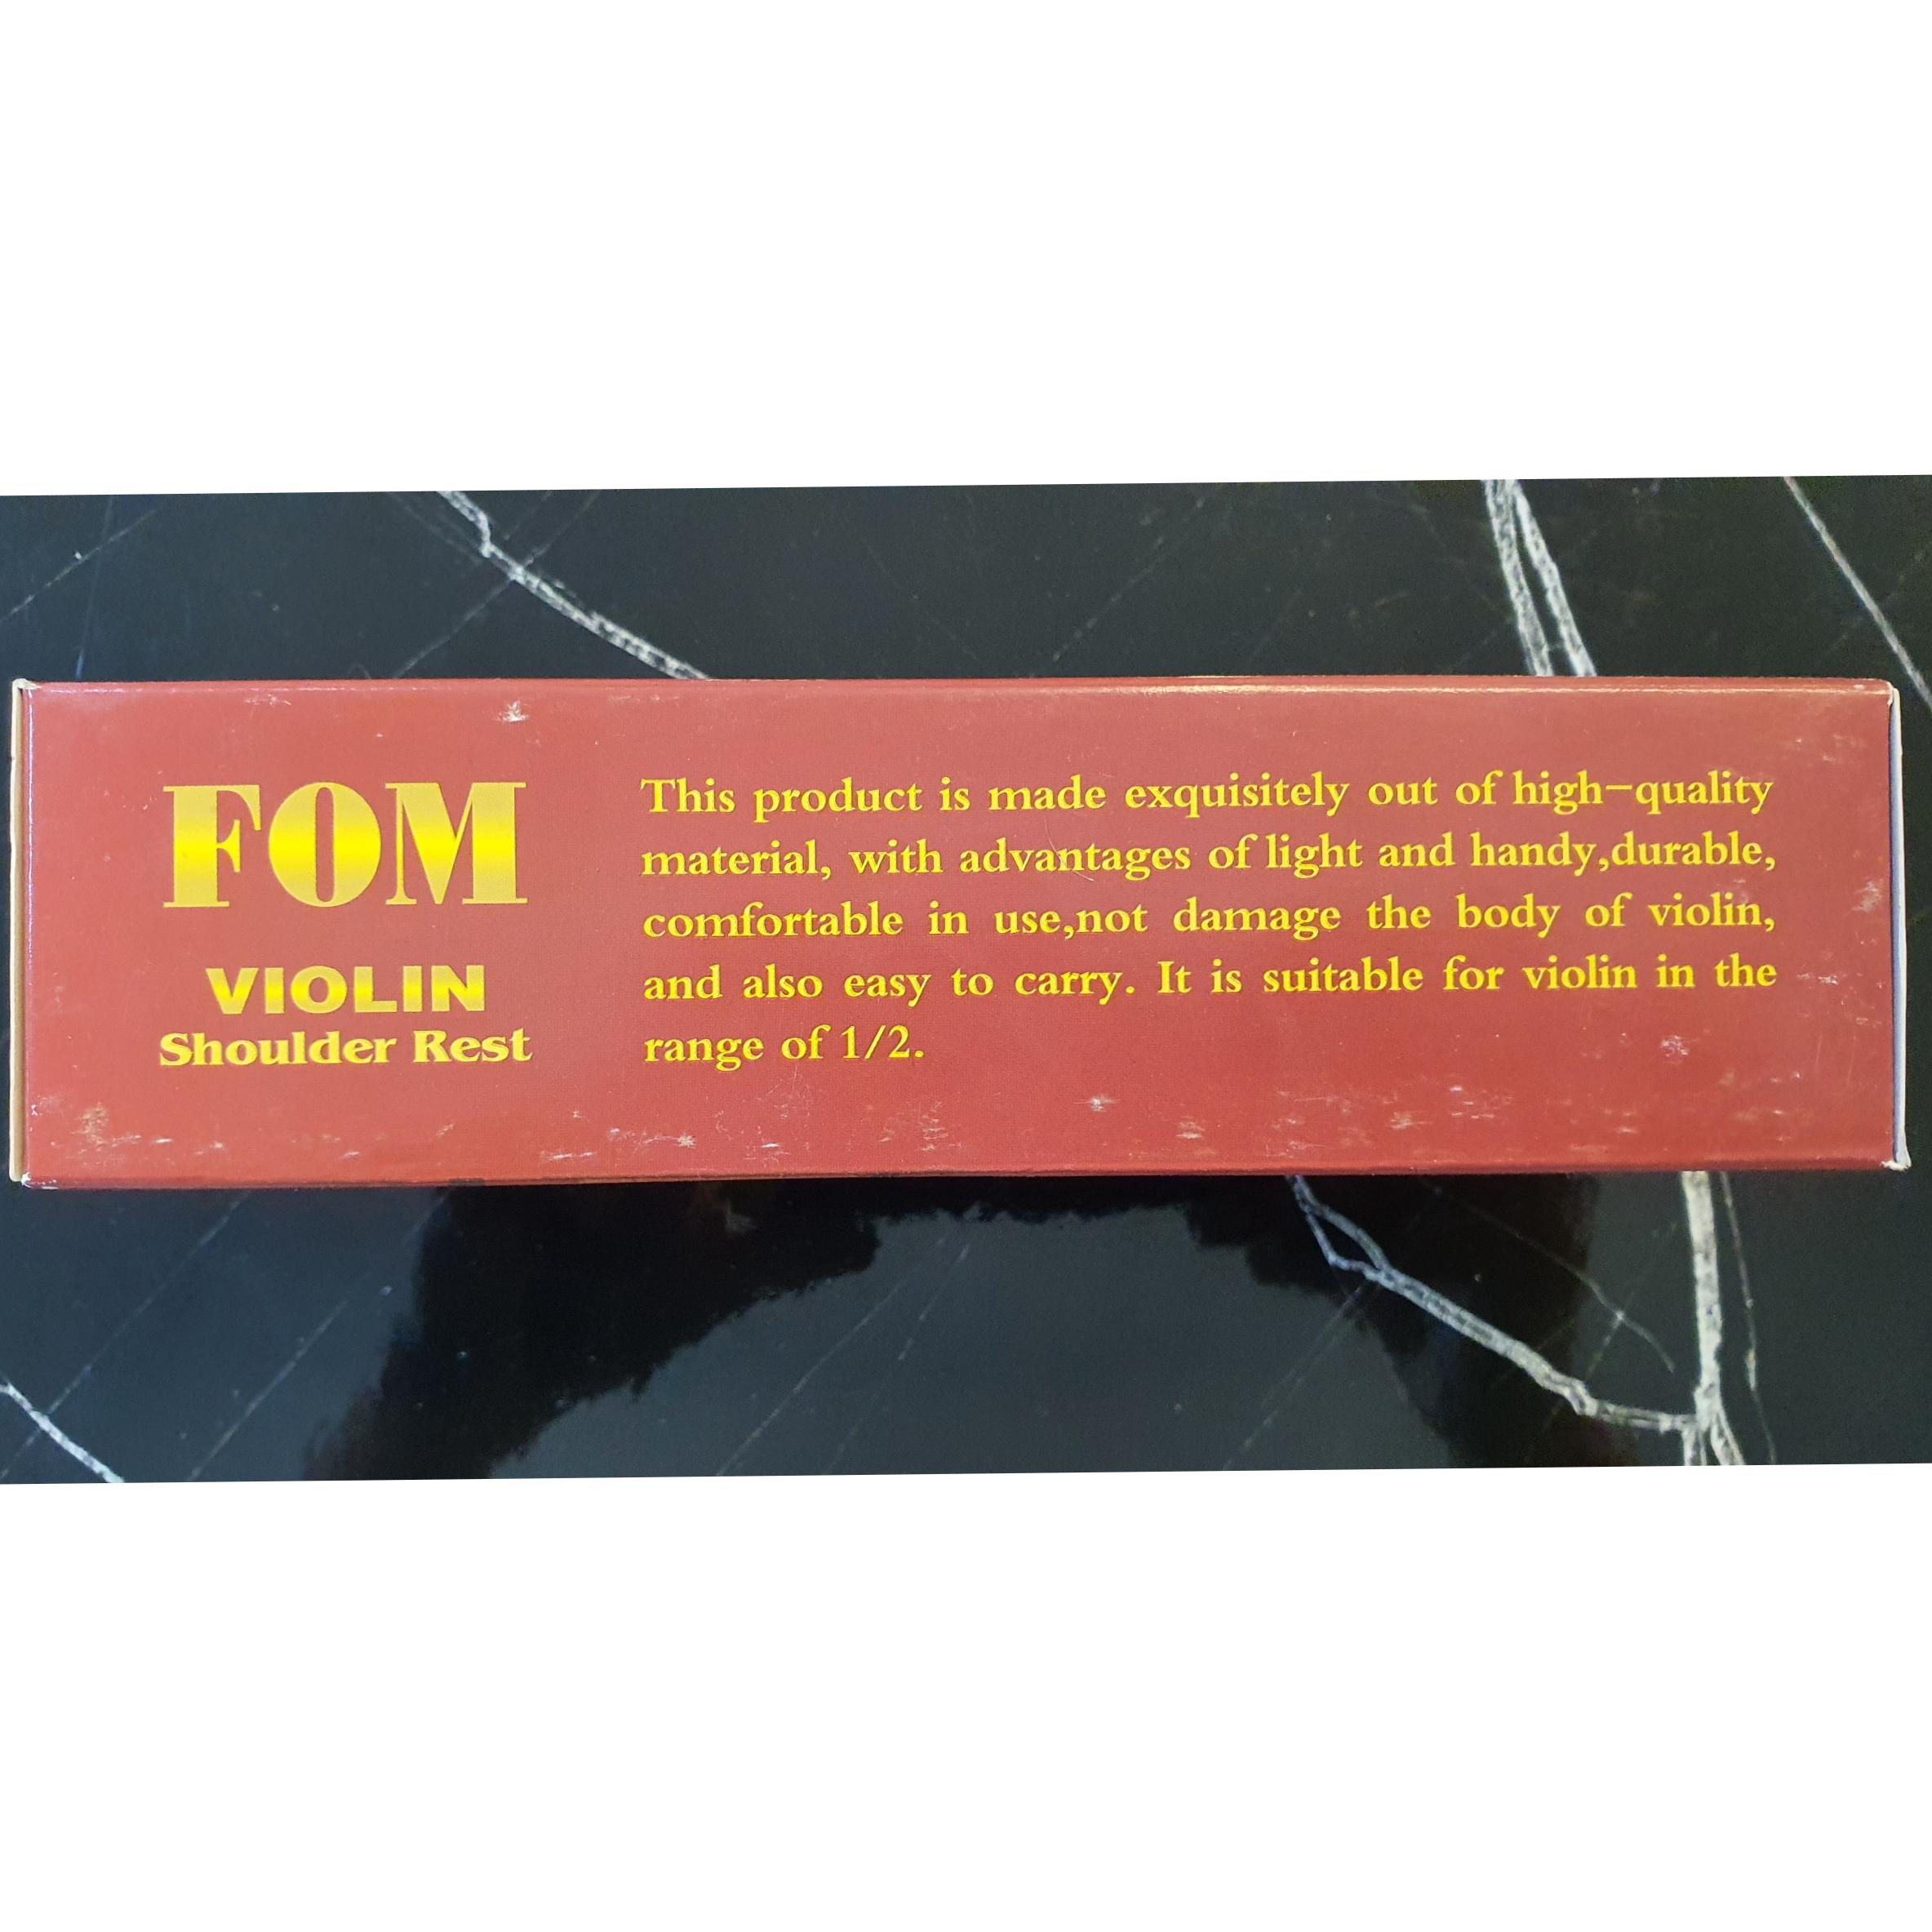 FOM
VIOLIN
Shoulder Rest
This product is made exquisitely out of high-quality
material, with advantages of light and handy,durable,
comfortable in use,not damage the body of violin,
and also easy to carry. It is suitable for violin in the
range of 1/2.